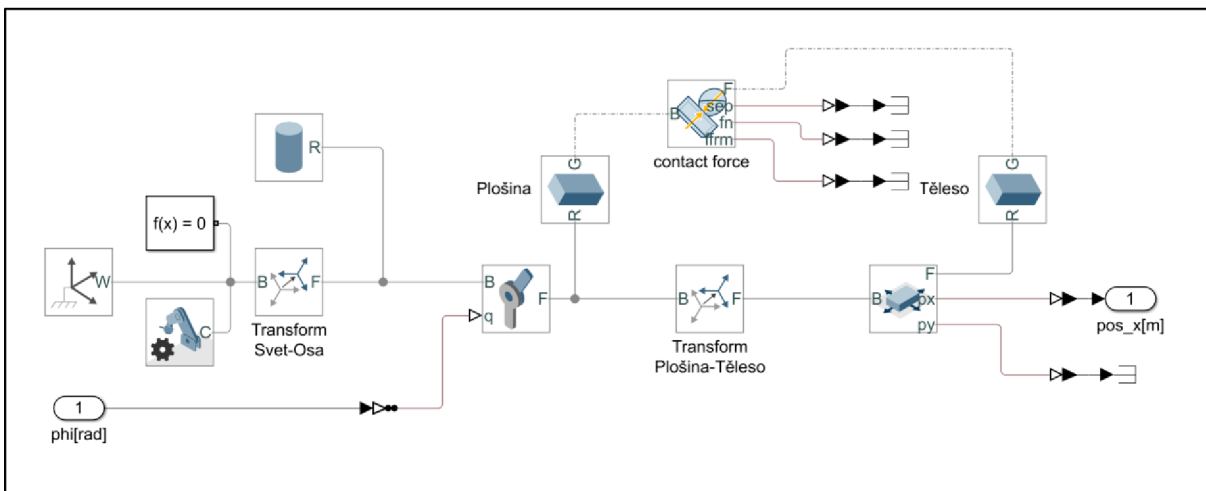 F
B
sep
fn
ffrm
contact force
R
G
Plošina
R
G
Těleso
R
f(x) = 0
W
B
F
C
Transform
Svet-Osa
B
q
F
B
F
Transform
Plošina-Těleso
F
B
px
py
1
pos_x[m]
1
phi[rad]